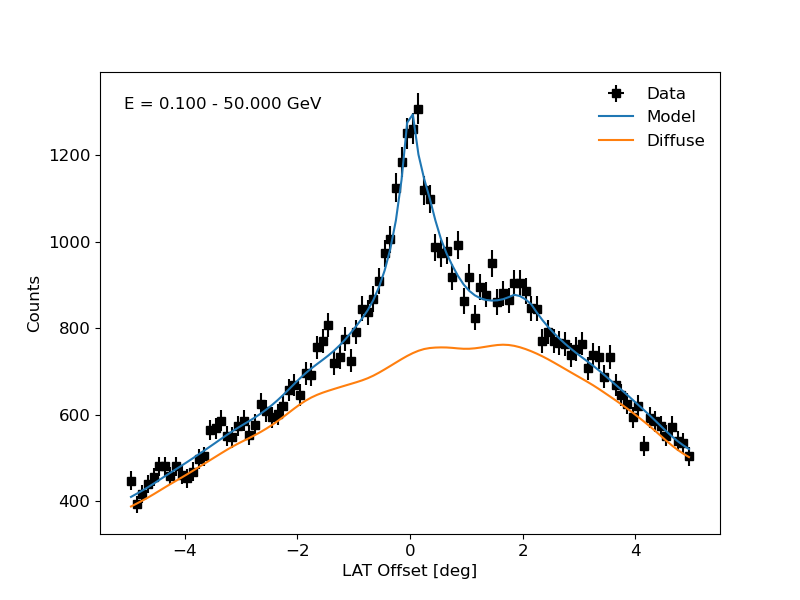 E = 0.100 - 50.000 GeV
Data
Model
Diffuse
1200
1000
800
600
400
Counts
−4 −2 0 2 4
LAT Offset [deg]